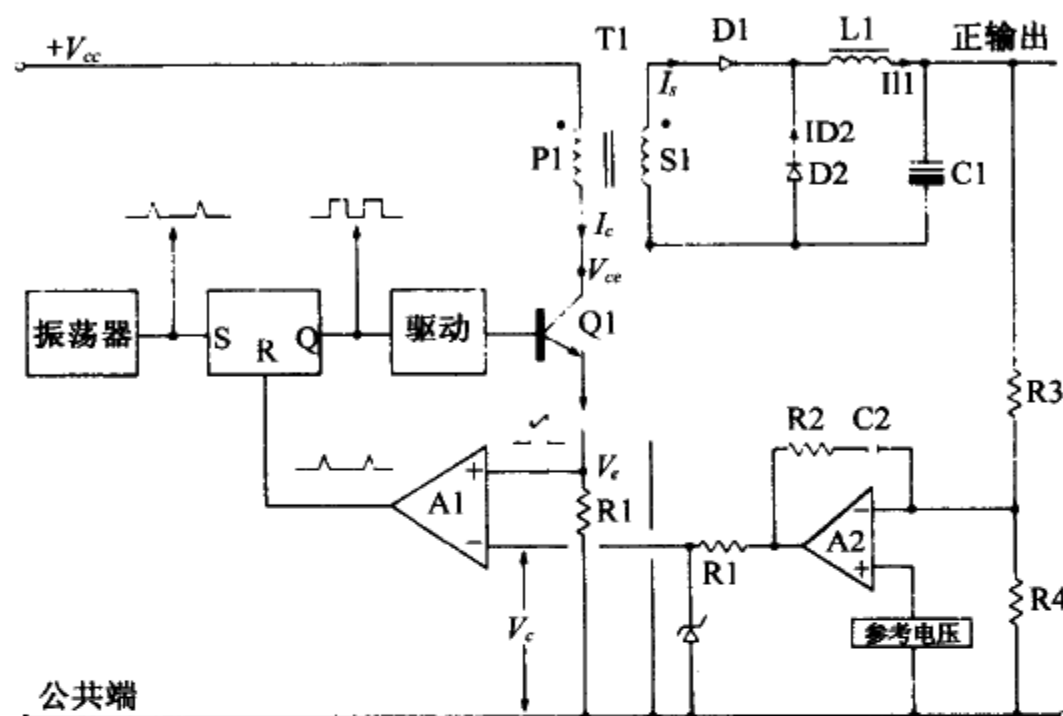 +Vcc
T1
D1
L1
正输出
Is
Il1
P1
S1
ID2
D2
C1
Ic
Vce
振荡器
S
R
Q
驱动
Q1
R3
R2
C2
Ve
A1
+
−
R1
R1
A2
−
+
R4
Vc
参考电压
公共端